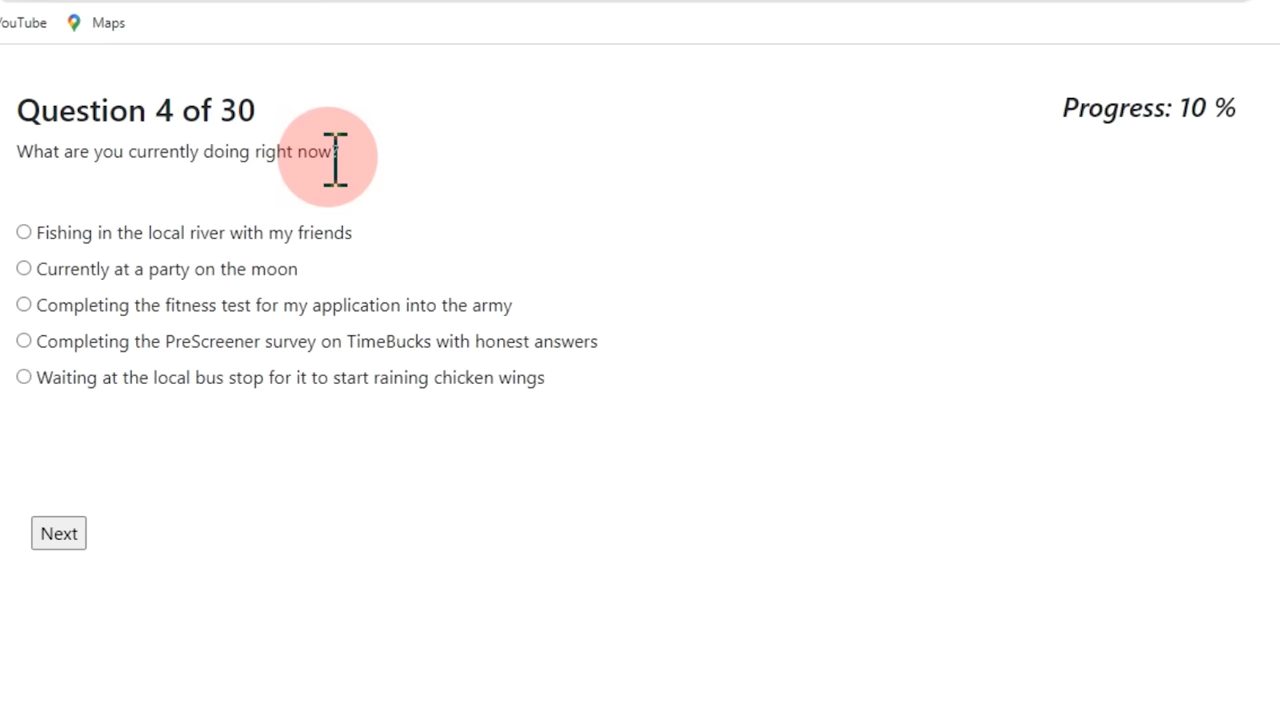 YouTube Maps
Question 4 of 30
Progress: 10 %
What are you currently doing right now?
Fishing in the local river with my friends
Currently at a party on the moon
Completing the fitness test for my application into the army
Completing the PreScreener survey on TimeBucks with honest answers
Waiting at the local bus stop for it to start raining chicken wings
Next